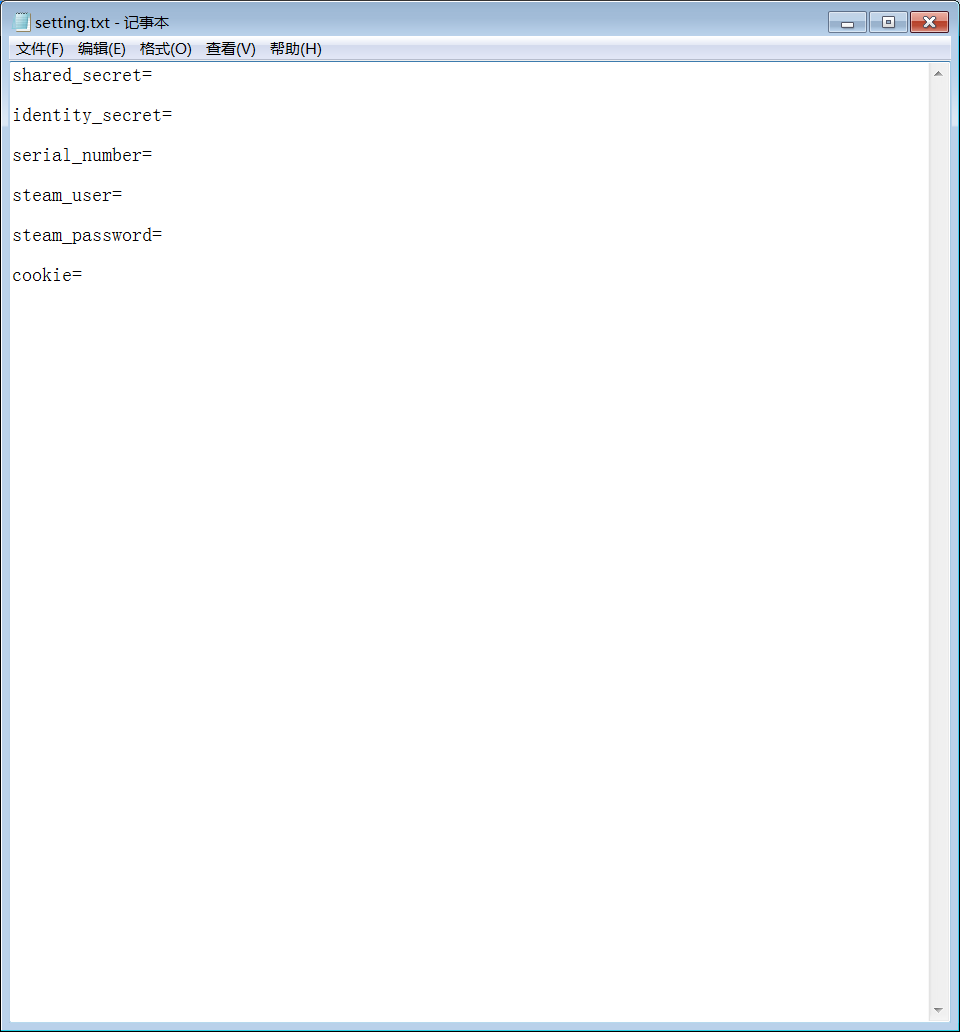 setting.txt - 记事本
文件(F) 编辑(E) 格式(O) 查看(V) 帮助(H)
shared_secret=
identity_secret=
serial_number=
steam_user=
steam_password=
cookie=